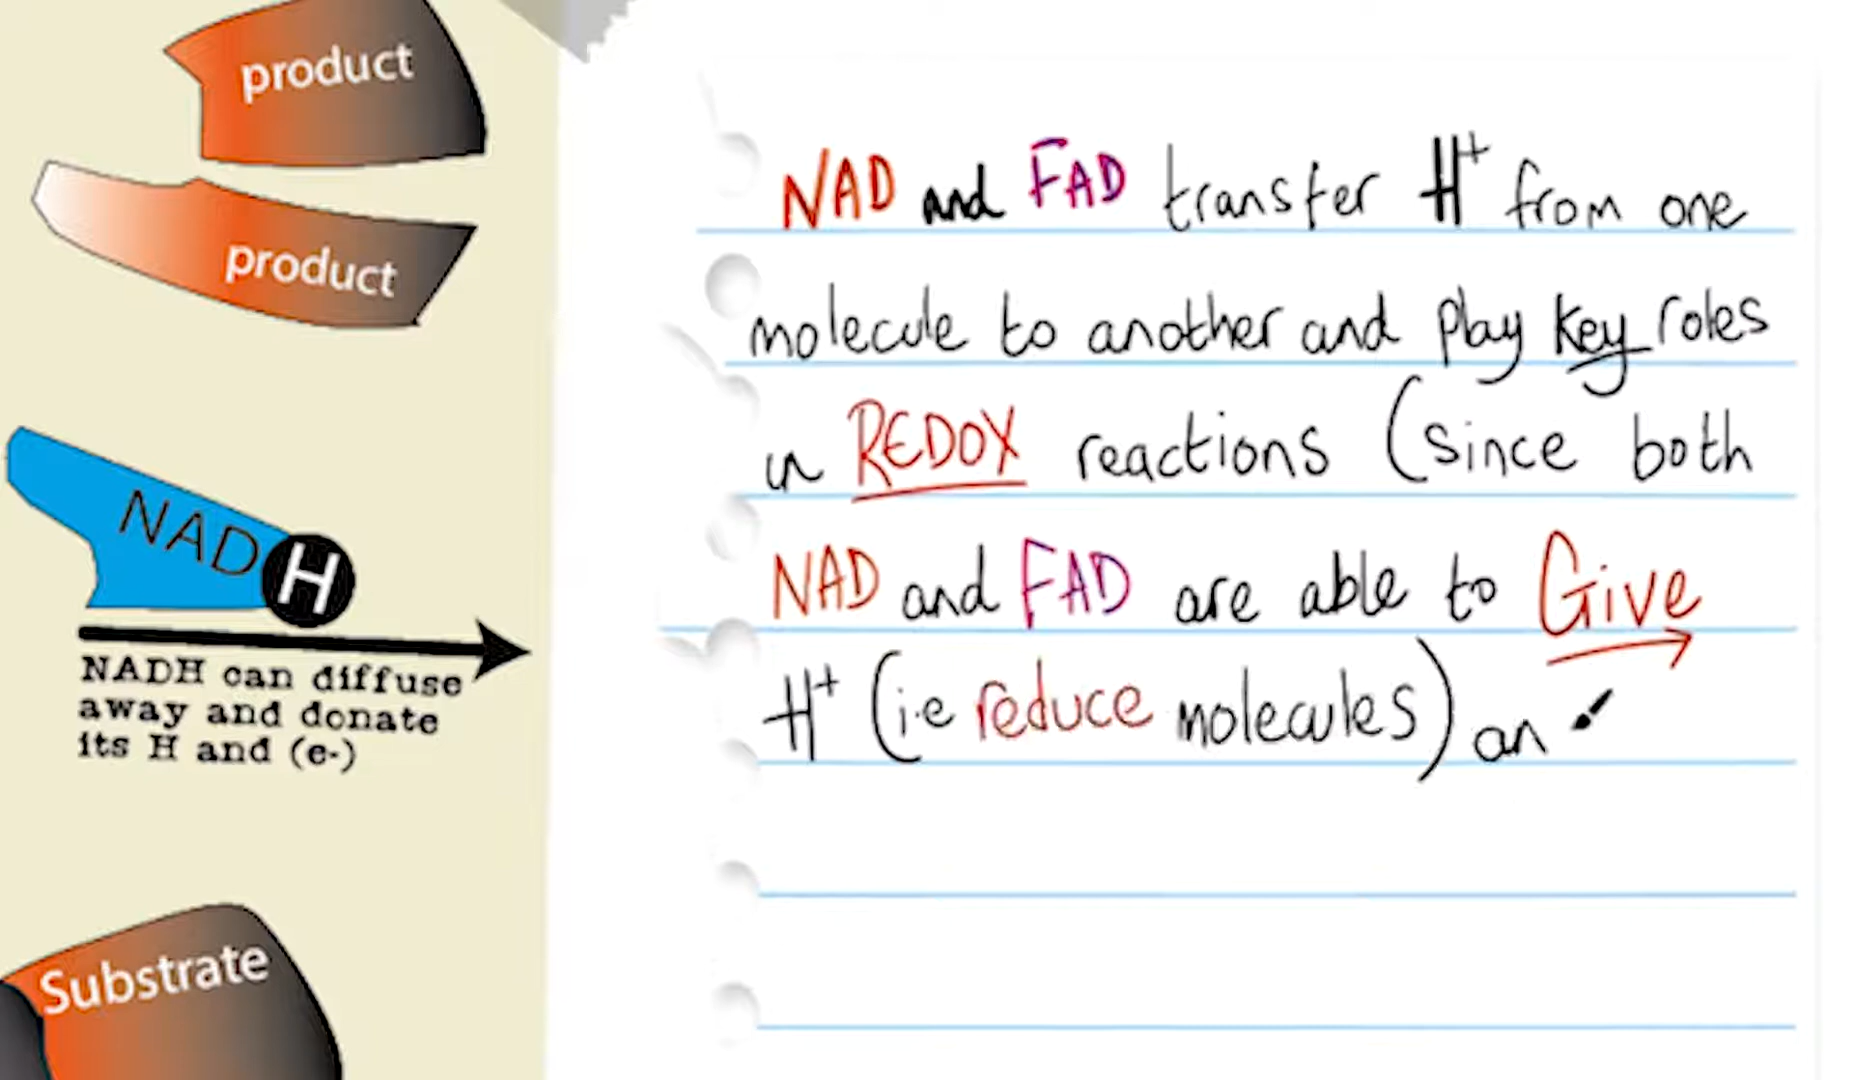 product
product
NAD H
NADH can diffuse
away and donate
its H and (e-)
Substrate
NAD and FAD transfer H+ from one
molecule to another and play key roles
in REDOX reactions (since both
NAD and FAD are able to Give
H+ (i.e reduce molecules) an